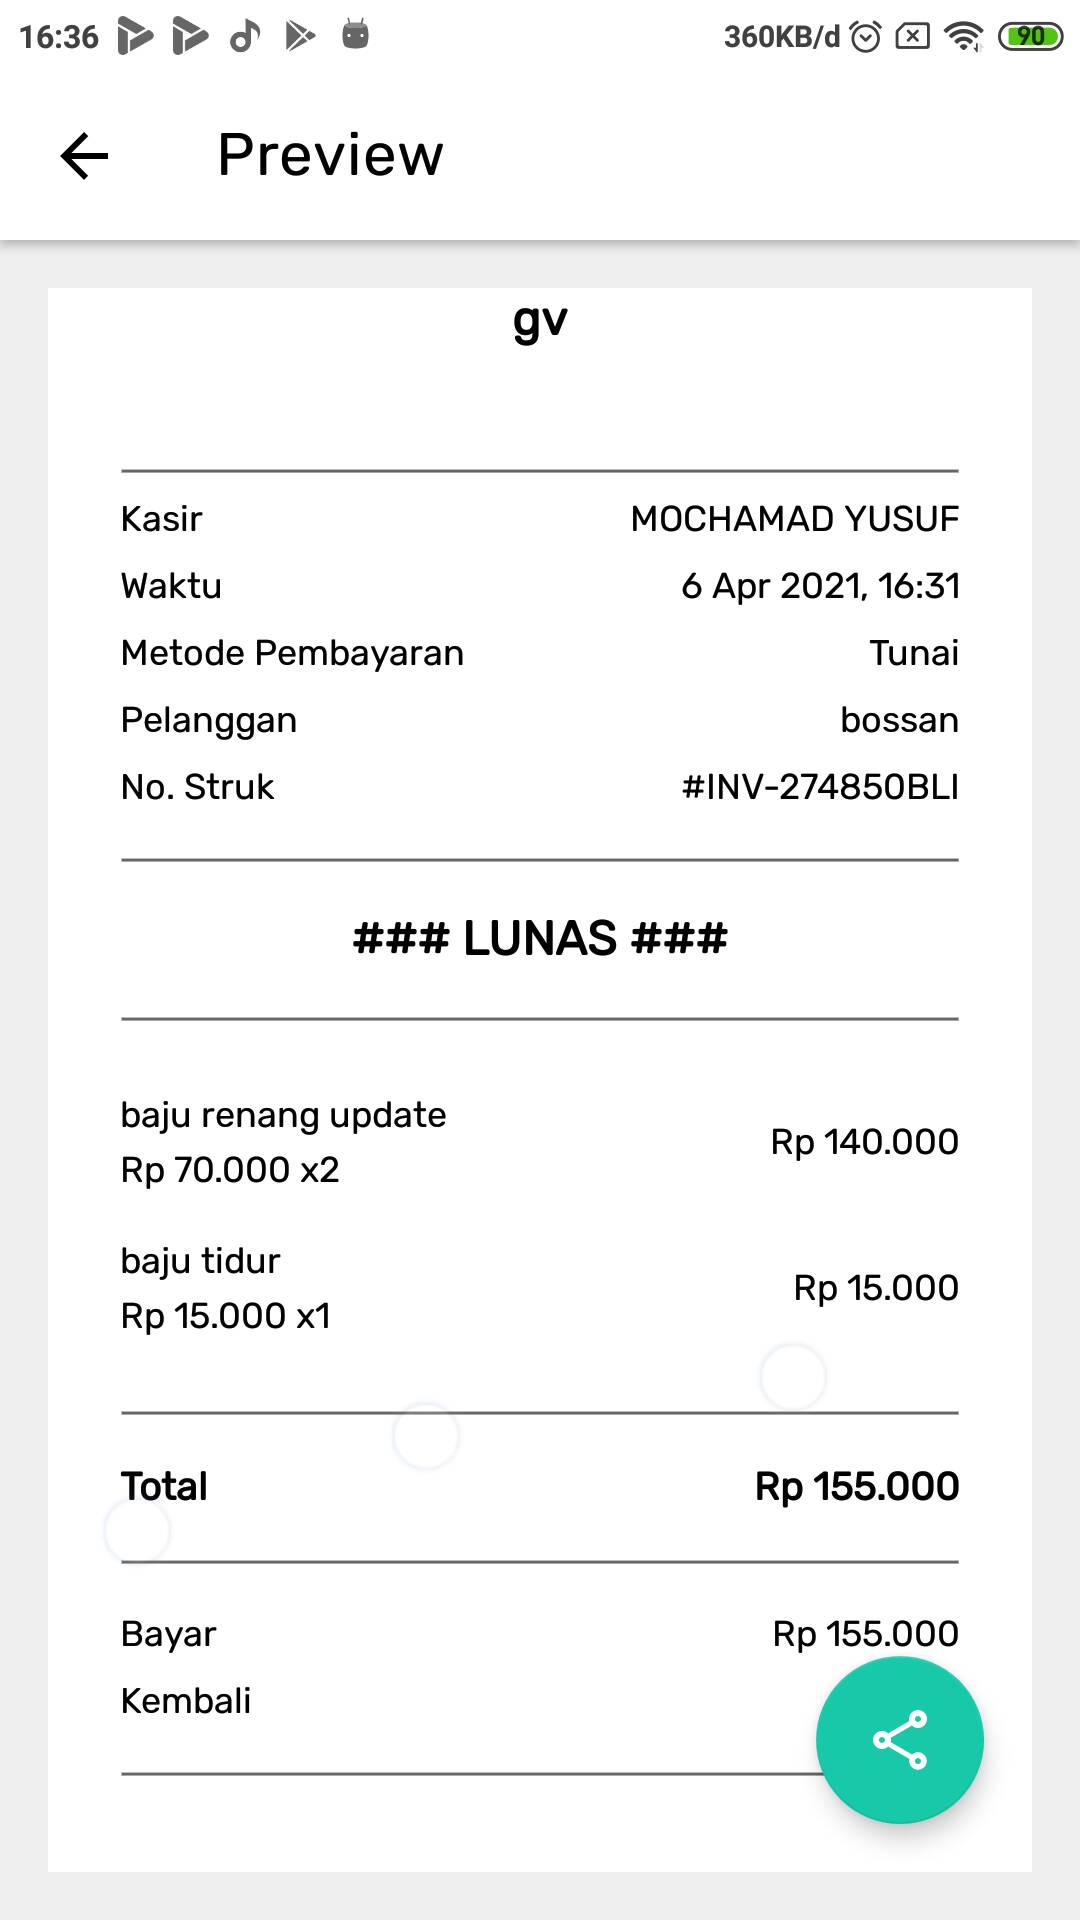 16:36 360KB/d 90
Preview
gv
Kasir MOCHAMAD YUSUF
Waktu 6 Apr 2021, 16:31
Metode Pembayaran Tunai
Pelanggan bossan
No. Struk #INV-274850BLI
### LUNAS ###
baju renang update
Rp 70.000 x2 Rp 140.000
baju tidur
Rp 15.000 x1 Rp 15.000
Total Rp 155.000
Bayar Rp 155.000
Kembali